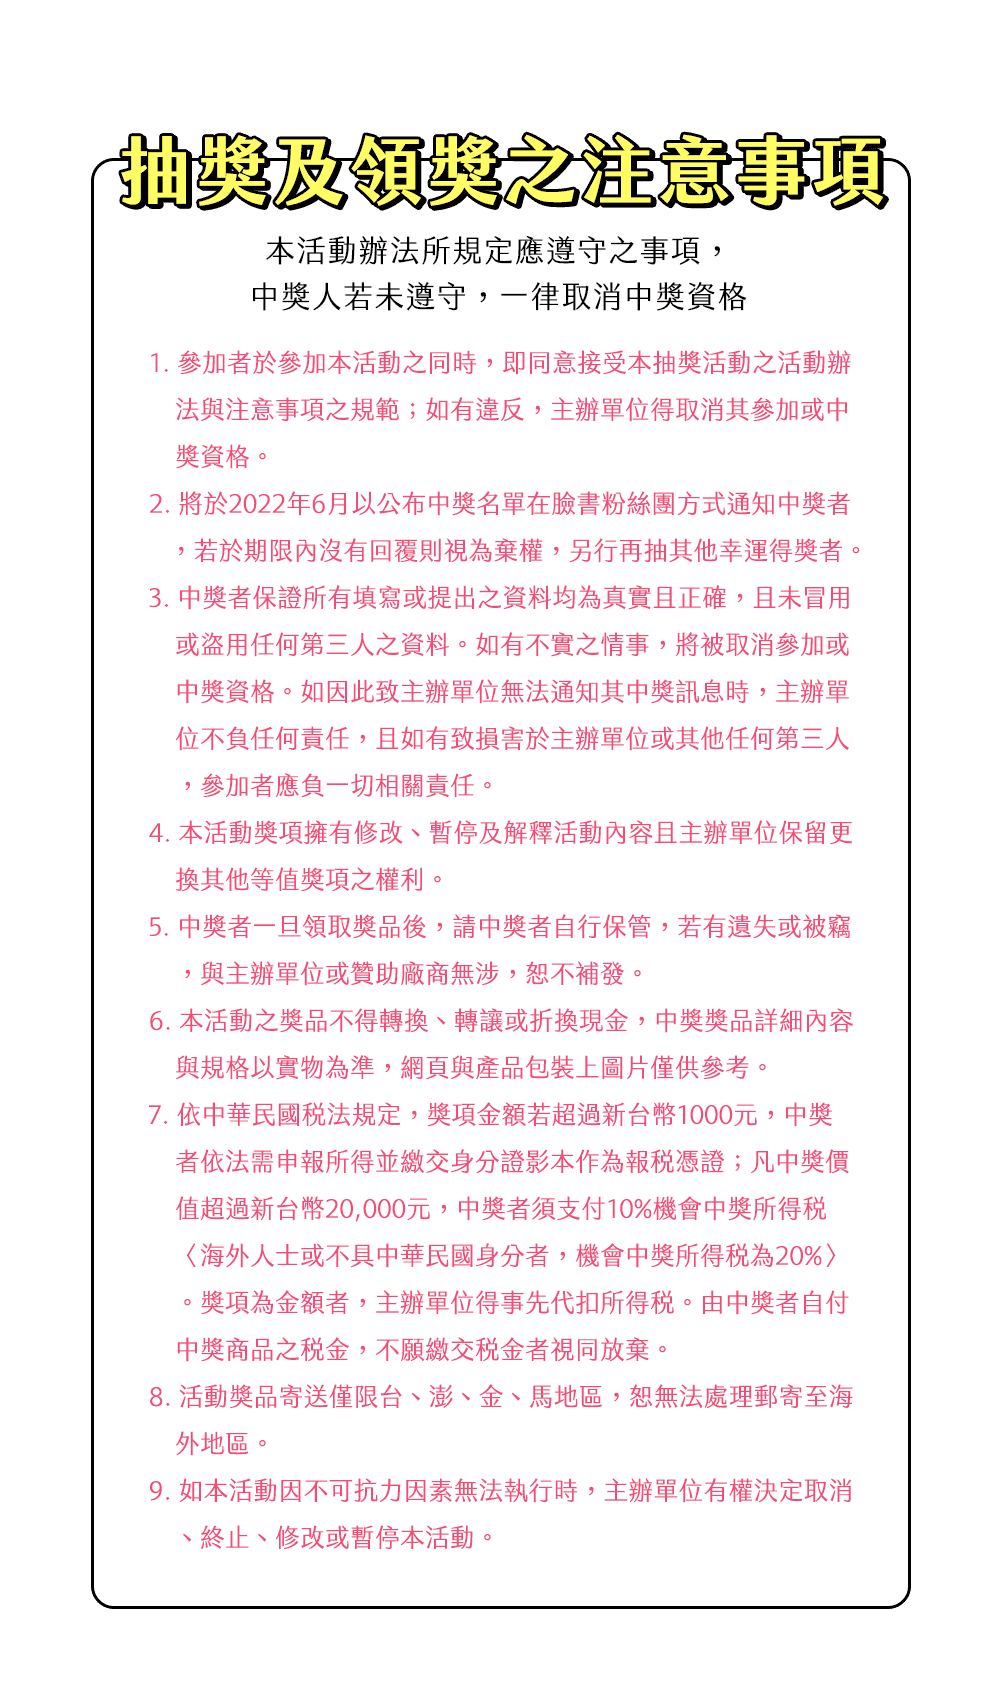 抽獎及領獎之注意事項
本活動辦法所規定應遵守之事項，
中獎人若未遵守，一律取消中獎資格
1. 參加者於參加本活動之同時，即同意接受本抽獎活動之活動辦
法與注意事項之規範；如有違反，主辦單位得取消其參加或中
獎資格。
2. 將於2022年6月以公布中獎名單在臉書粉絲團方式通知中獎者
，若於期限內沒有回覆則視為棄權，另行再抽其他幸運得獎者。
3. 中獎者保證所有填寫或提出之資料均為真實且正確，且未冒用
或盜用任何第三人之資料。如有不實之情事，將被取消參加或
中獎資格。如因此致主辦單位無法通知其中獎訊息時，主辦單
位不負任何責任，且如有致損害於主辦單位或其他任何第三人
，參加者應負一切相關責任。
4. 本活動獎項擁有修改、暫停及解釋活動內容且主辦單位保留更
換其他等值獎項之權利。
5. 中獎者一旦領取獎品後，請中獎者自行保管，若有遺失或被竊
，與主辦單位或贊助廠商無涉，恕不補發。
6. 本活動之獎品不得轉換、轉讓或折換現金，中獎獎品詳細內容
與規格以實物為準，網頁與產品包裝上圖片僅供參考。
7. 依中華民國稅法規定，獎項金額若超過新台幣1000元，中獎
者依法需申報所得並繳交身分證影本作為報稅憑證；凡中獎價
值超過新台幣20,000元，中獎者須支付10%機會中獎所得稅
〈海外人士或不具中華民國身分者，機會中獎所得稅為20%〉
。獎項為金額者，主辦單位得事先代扣所得稅。由中獎者自付
中獎商品之稅金，不願繳交稅金者視同放棄。
8. 活動獎品寄送僅限台、澎、金、馬地區，恕無法處理郵寄至海
外地區。
9. 如本活動因不可抗力因素無法執行時，主辦單位有權決定取消
、終止、修改或暫停本活動。